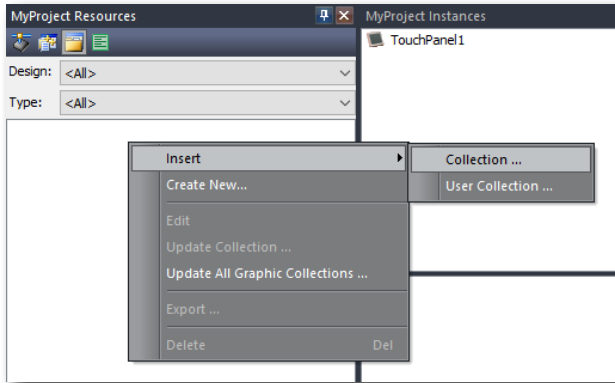 MyProject Resources
MyProject Instances
TouchPanel1
Design: <All>
Type: <All>
Insert
Collection ...
Create New...
User Collection ...
Edit
Update Collection ...
Update All Graphic Collections ...
Export ...
Delete Del